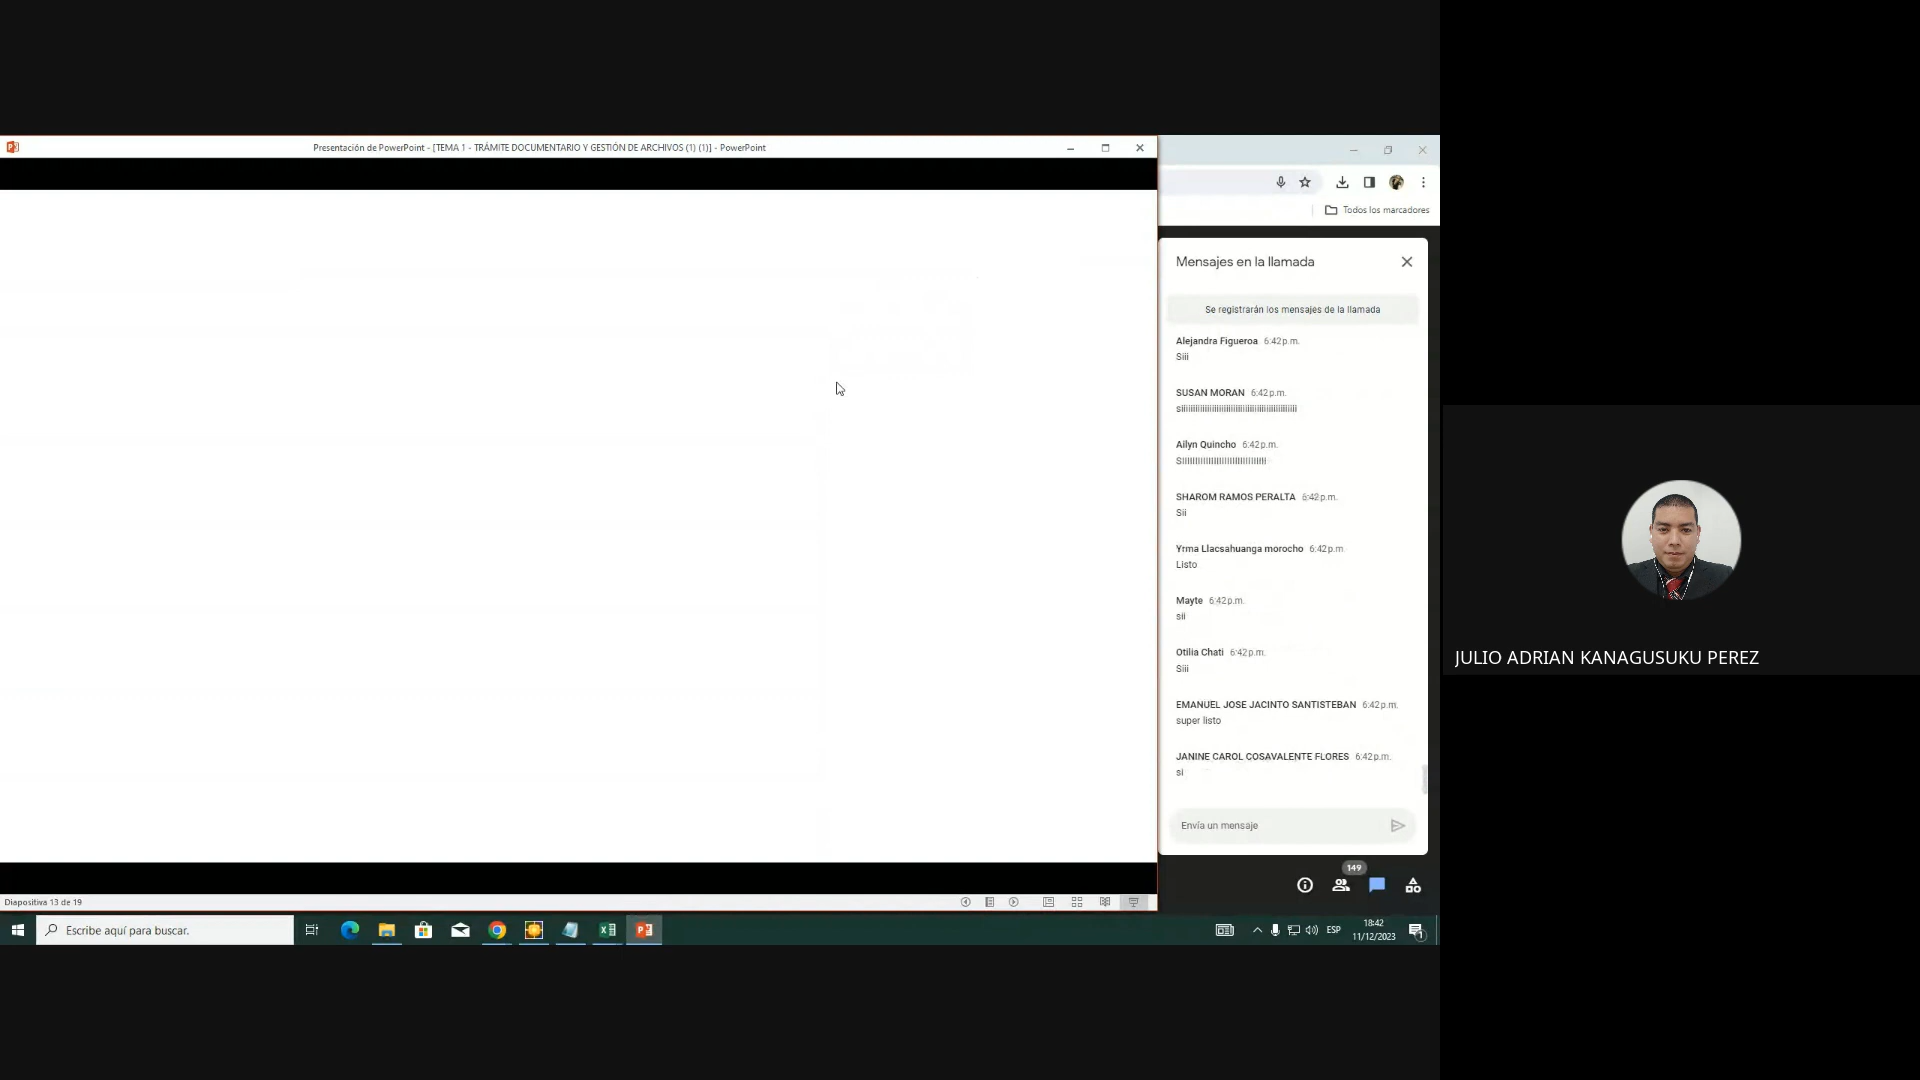 Presentación de PowerPoint - [TEMA 1 - TRÁMITE DOCUMENTARIO Y GESTIÓN DE ARCHIVOS (1) (1)] - PowerPoint
Todos los marcadores
Mensajes en la llamada
Se registrarán los mensajes de la llamada
Alejandra Figueroa 6:42 p.m.
Siii
SUSAN MORAN 6:42 p.m.
Ailyn Quincho 6:42 p.m.
SHAROM RAMOS PERALTA 6:42 p.m.
Sii
Yrma Llacsahuanga morocho 6:42 p.m
Listo
Mayte 6:42 p.m.
sii
Otilia Chati 6:42 p.m.
Siii
EMANUEL JOSE JACINTO SANTISTEBAN 6:42 p.m.
super listo
JANINE CAROL COSAVALENTE FLORES 6:42 p.m.
si
Envía un mensaje
149
JULIO ADRIAN KANAGUSUKU PEREZ
Diapositiva 13 de 19
Escribe aquí para buscar.
ESP
18:42
11/12/2023
1